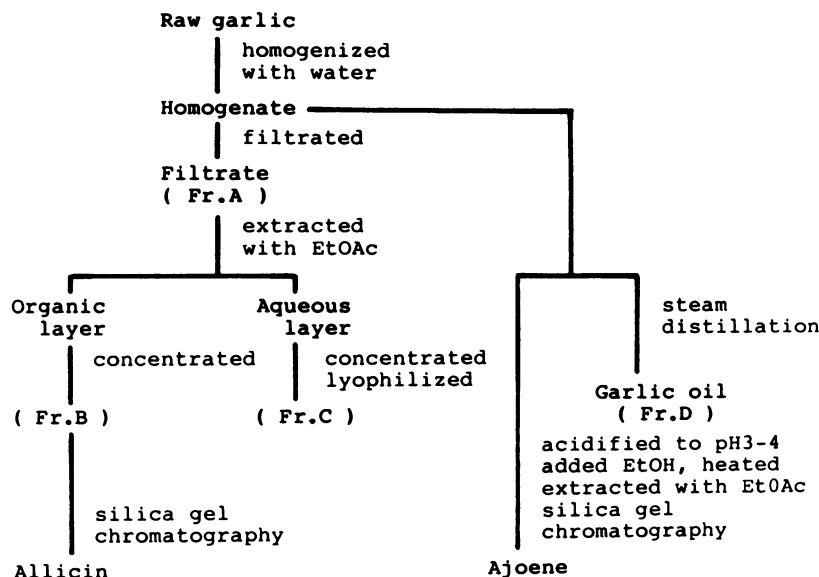 Raw garlic
homogenized
with water
Homogenate
filtrated
Filtrate
( Fr.A )
extracted
with EtOAc
Organic
layer
Aqueous
layer
concentrated
concentrated
lyophilized
( Fr.B )
( Fr.C )
silica gel
chromatography
Allicin
steam
distillation
Garlic oil
( Fr.D )
acidified to pH3-4
added EtOH, heated
extracted with EtOAc
silica gel
chromatography
Ajoene